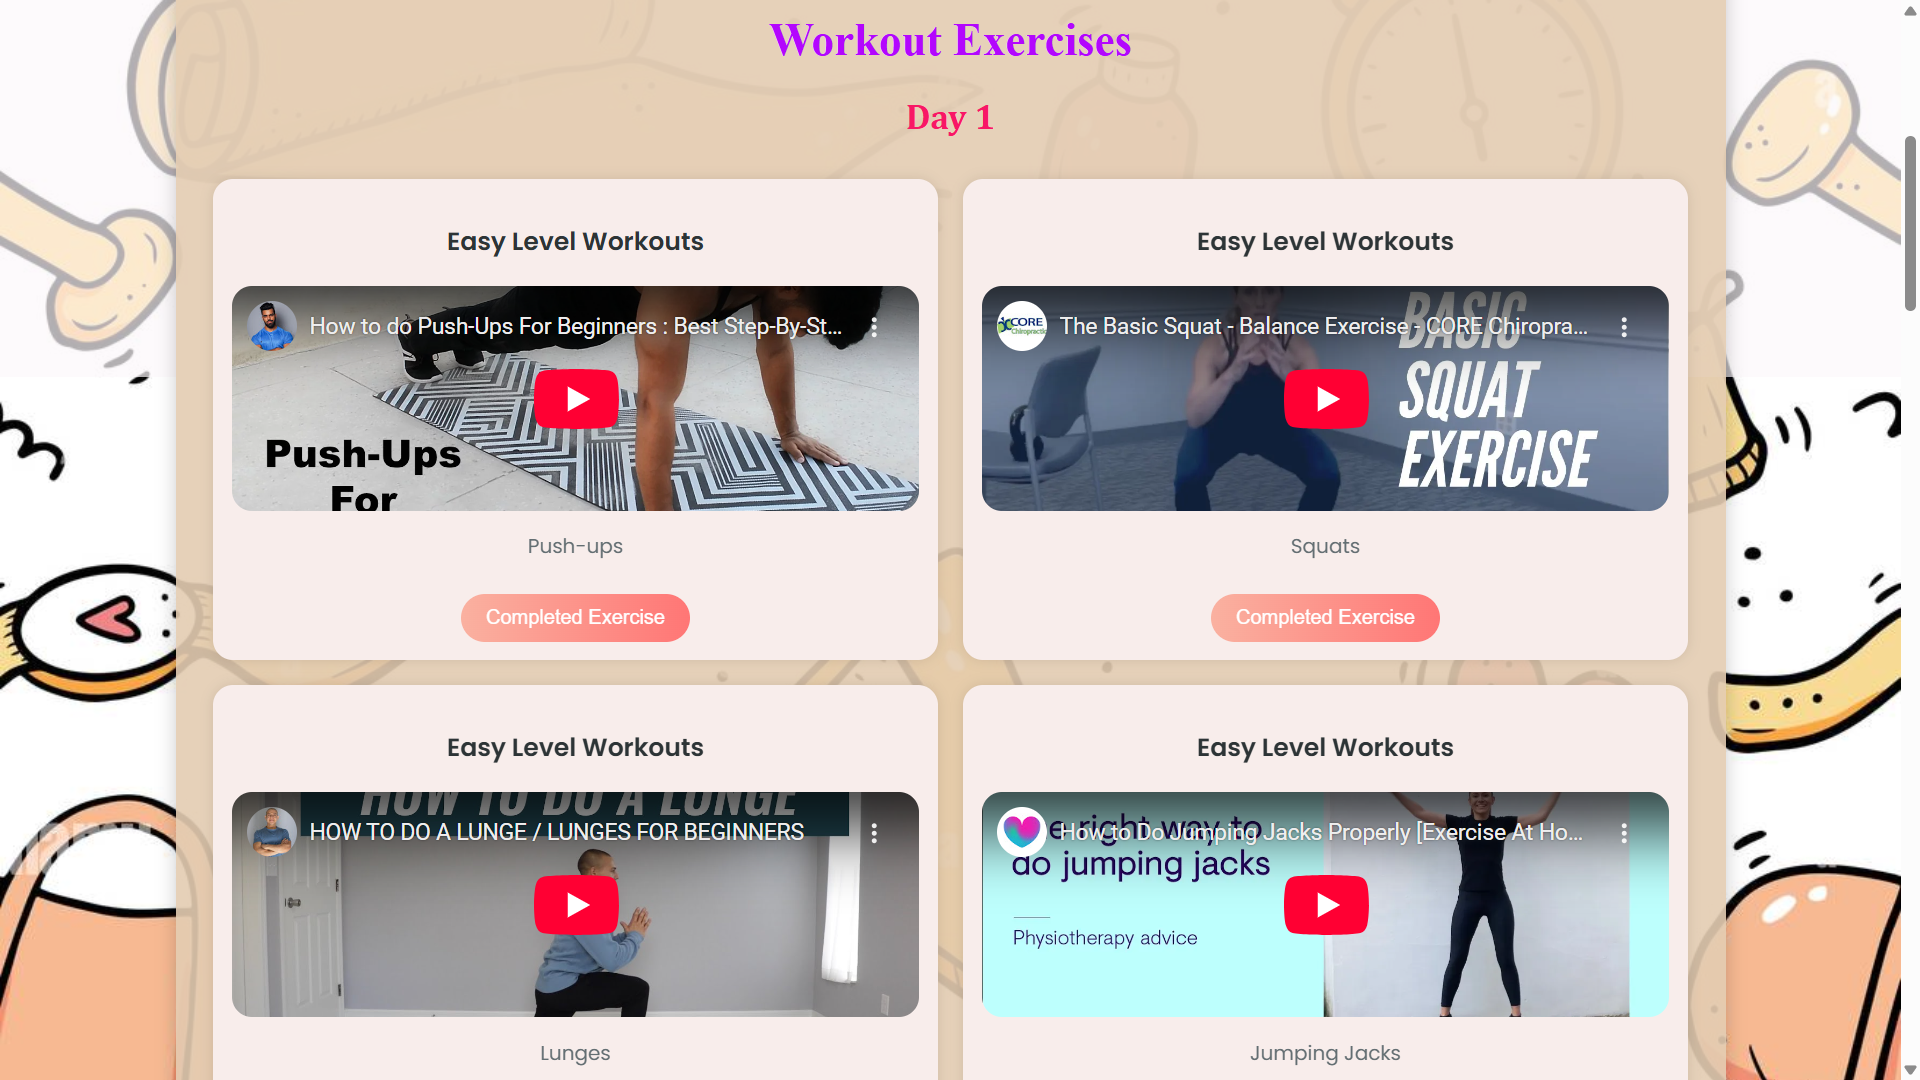 Workout Exercises
Day 1
Easy Level Workouts
How to do Push-Ups For Beginners : Best Step-By-St...
Push-Ups
For
Push-ups
Completed Exercise
Easy Level Workouts
CORE
Chiropractic
The Basic Squat - Balance Exercise - CORE Chiropra...
BASIC
SQUAT
EXERCISE
Squats
Completed Exercise
Easy Level Workouts
HOW TO DO A LUNGE
HOW TO DO A LUNGE / LUNGES FOR BEGINNERS
Lunges
Easy Level Workouts
How to Do Jumping Jacks Properly [Exercise At Ho...
e right way to
do jumping jacks
Physiotherapy advice
Jumping Jacks